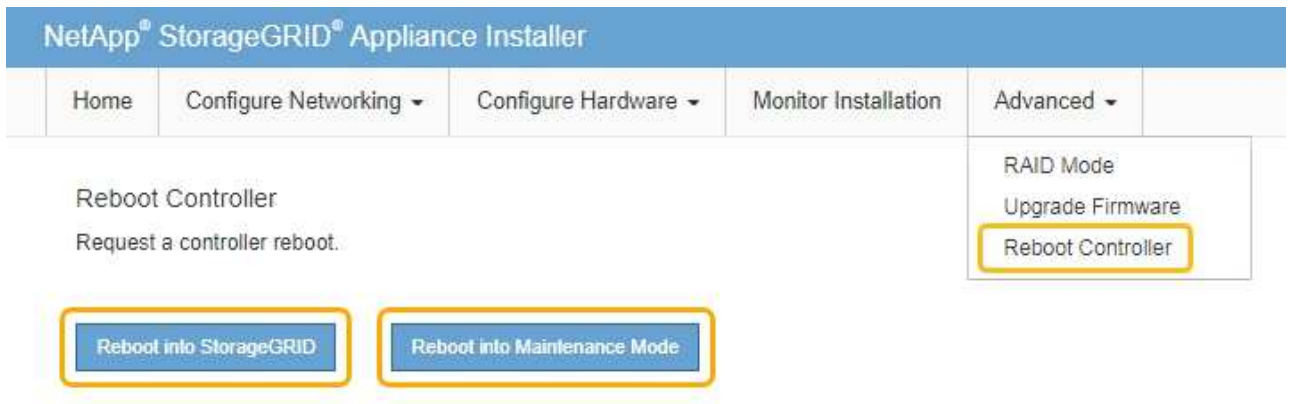 NetApp® StorageGRID® Appliance Installer
Home Configure Networking Configure Hardware Monitor Installation Advanced
RAID Mode
Upgrade Firmware
Reboot Controller
Reboot Controller
Request a controller reboot.
Reboot into StorageGRID Reboot into Maintenance Mode